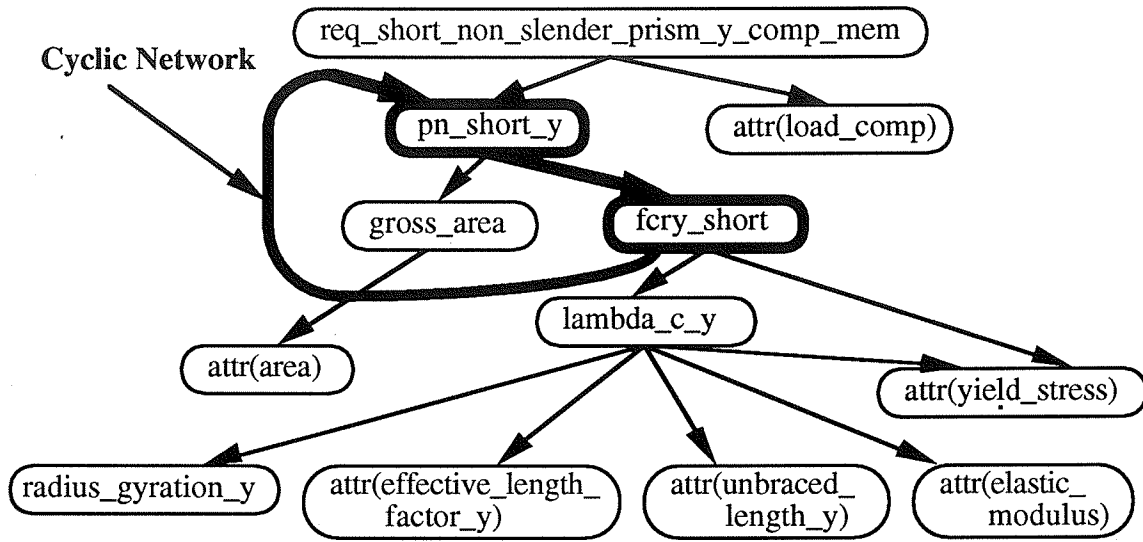 req_short_non_slender_prism_y_comp_mem
Cyclic Network
pn_short_y
attr(load_comp)
gross_area
fcry_short
lambda_c_y
attr(area)
attr(yield_stress)
radius_gyration_y
attr(effective_length_
factor_y)
attr(unbraced_
length_y)
attr(elastic_
modulus)